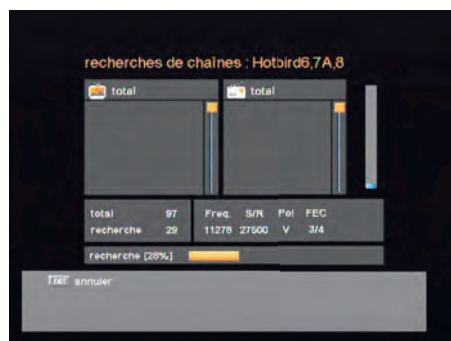 recherches de chaînes : Hotbird6,7A,8
total total
total 97 Freq. S/R Pol FEC
recherche 29 11278 27500 V 3/4
recherche [28%]
annuler